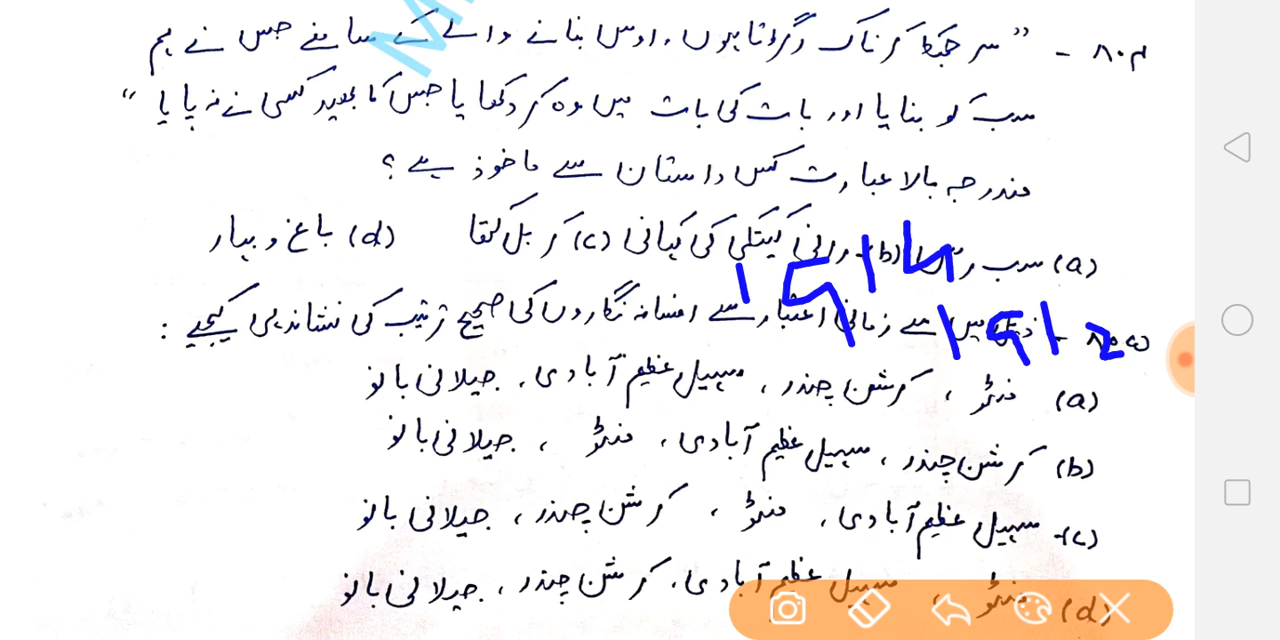 ۸۰۴ - "سر جھکا کر ناک رگڑتا ہوں، اوس بنانے والے کے سامنے جس نے ہم
سب کو بنایا اور بات کی بات میں وہ کر دکھایا جس کا بھید کسی نے نہ پایا"
مندرجہ بالا عبارت کس داستان سے ماخوذ ہے؟
(a) سب رس (b) رانی کیتکی کی کہانی (c) کربل کتھا (d) باغ و بہار
1914
۸۰۵ - ذیل میں سے زمانی اعتبار سے افسانہ نگاروں کی صحیح ترتیب کی نشاندہی کیجیے :
1912
(a) منٹو ، کرشن چندر ، سہیل عظیم آبادی ، جیلانی بانو
(b) کرشن چندر ، سہیل عظیم آبادی ، منٹو ، جیلانی بانو
(c) سہیل عظیم آبادی ، منٹو ، کرشن چندر ، جیلانی بانو
(d) منٹو ، سہیل عظیم آبادی ، کرشن چندر ، جیلانی بانو